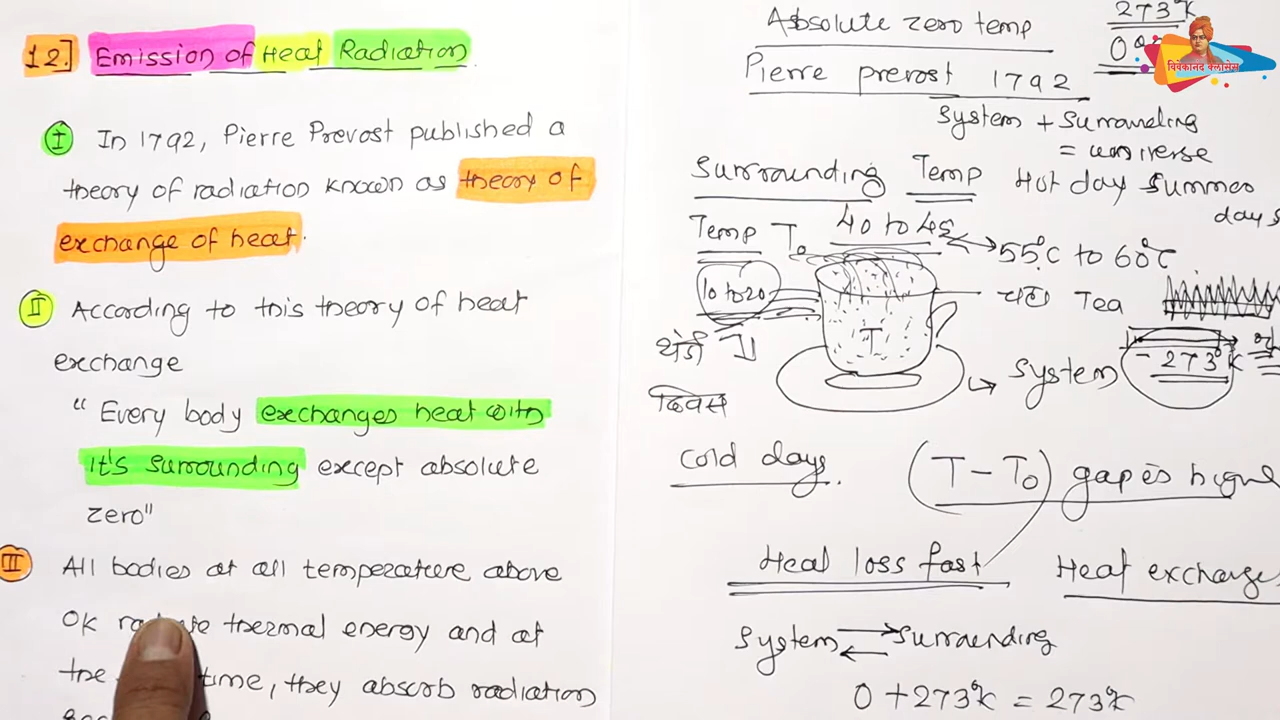 12.] Emission of Heat Radiation.
I In 1792, Pierre Prevost published a
theory of radiation known as theory of
exchange of heat.
II According to this theory of heat
exchange
" Every body exchanges heat with
it's surrounding except absolute
zero"
III All bodies at all temperature above
0K thermal energy and at
the time, they absorb radiation
Absolute zero temp
273°K
Pierre prevost 1792
विवेकानंद क्लासेस
System + Surrounding
= universe
Surrounding Temp Hot day Summer
days
Temp T₀ 40 to 45 55°C to 60°C
10 to 20 चहा Tea
T
थंडी
दिवस
System - 273°K
Cold days. (T - T₀) gap is
Heat loss fast Heat exchange
System ⇄ Surrounding
0 + 273°K = 273°K